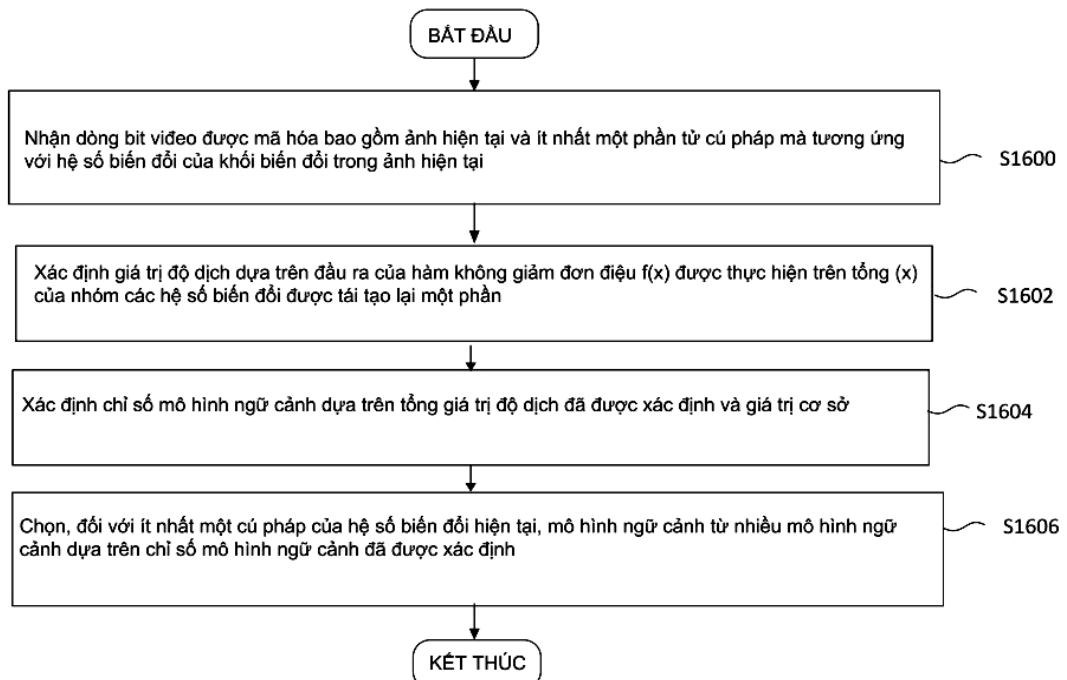 BẮT ĐẦU
Nhận dòng bit viđeo được mã hóa bao gồm ảnh hiện tại và ít nhất một phần tử cú pháp mà tương ứng
với hệ số biến đổi của khối biến đổi trong ảnh hiện tại
S1600
Xác định giá trị độ dịch dựa trên đầu ra của hàm không giảm đơn điệu f(x) được thực hiện trên tổng (x)
của nhóm các hệ số biến đổi được tái tạo lại một phần
S1602
Xác định chỉ số mô hình ngữ cảnh dựa trên tổng giá trị độ dịch đã được xác định và giá trị cơ sở
S1604
Chọn, đối với ít nhất một cú pháp của hệ số biến đổi hiện tại, mô hình ngữ cảnh từ nhiều mô hình ngữ
cảnh dựa trên chỉ số mô hình ngữ cảnh đã được xác định
S1606
KẾT THÚC